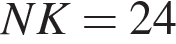 NK = 24